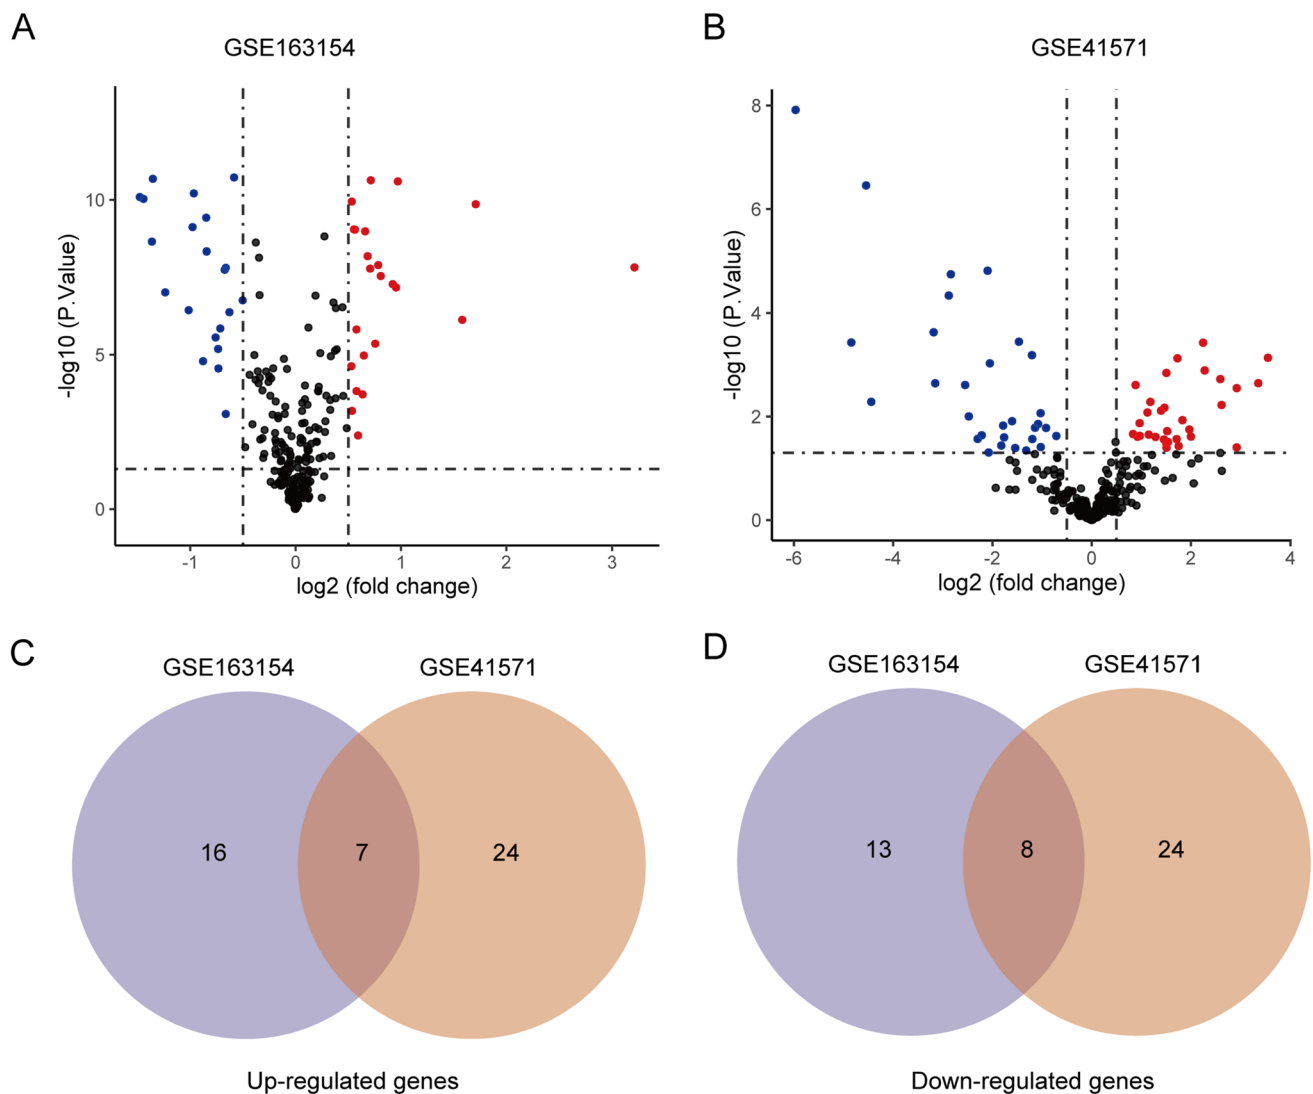 A
GSE163154
-log10 (P.Value)
10
5
0
-1
0
1
2
3
log2 (fold change)
B
GSE41571
-log10 (P.Value)
8
6
4
2
0
-6
-4
-2
0
2
4
log2 (fold change)
C
GSE163154
GSE41571
16
7
24
Up-regulated genes
D
GSE163154
GSE41571
13
8
24
Down-regulated genes